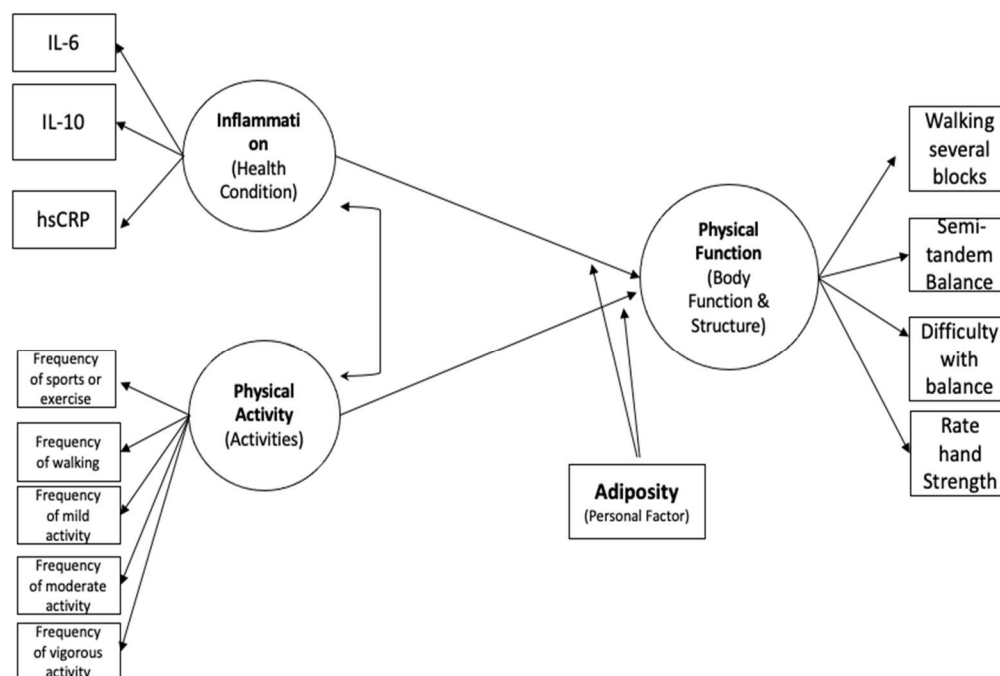 IL-6
IL-10
hsCRP
Inflammati
on
(Health
Condition)
Frequency
of sports or
exercise
Frequency
of walking
Frequency
of mild
activity
Frequency
of moderate
activity
Frequency
of vigorous
activity
Physical
Activity
(Activities)
Adiposity
(Personal Factor)
Physical
Function
(Body
Function &
Structure)
Walking
several
blocks
Semi-
tandem
Balance
Difficulty
with
balance
Rate
hand
Strength